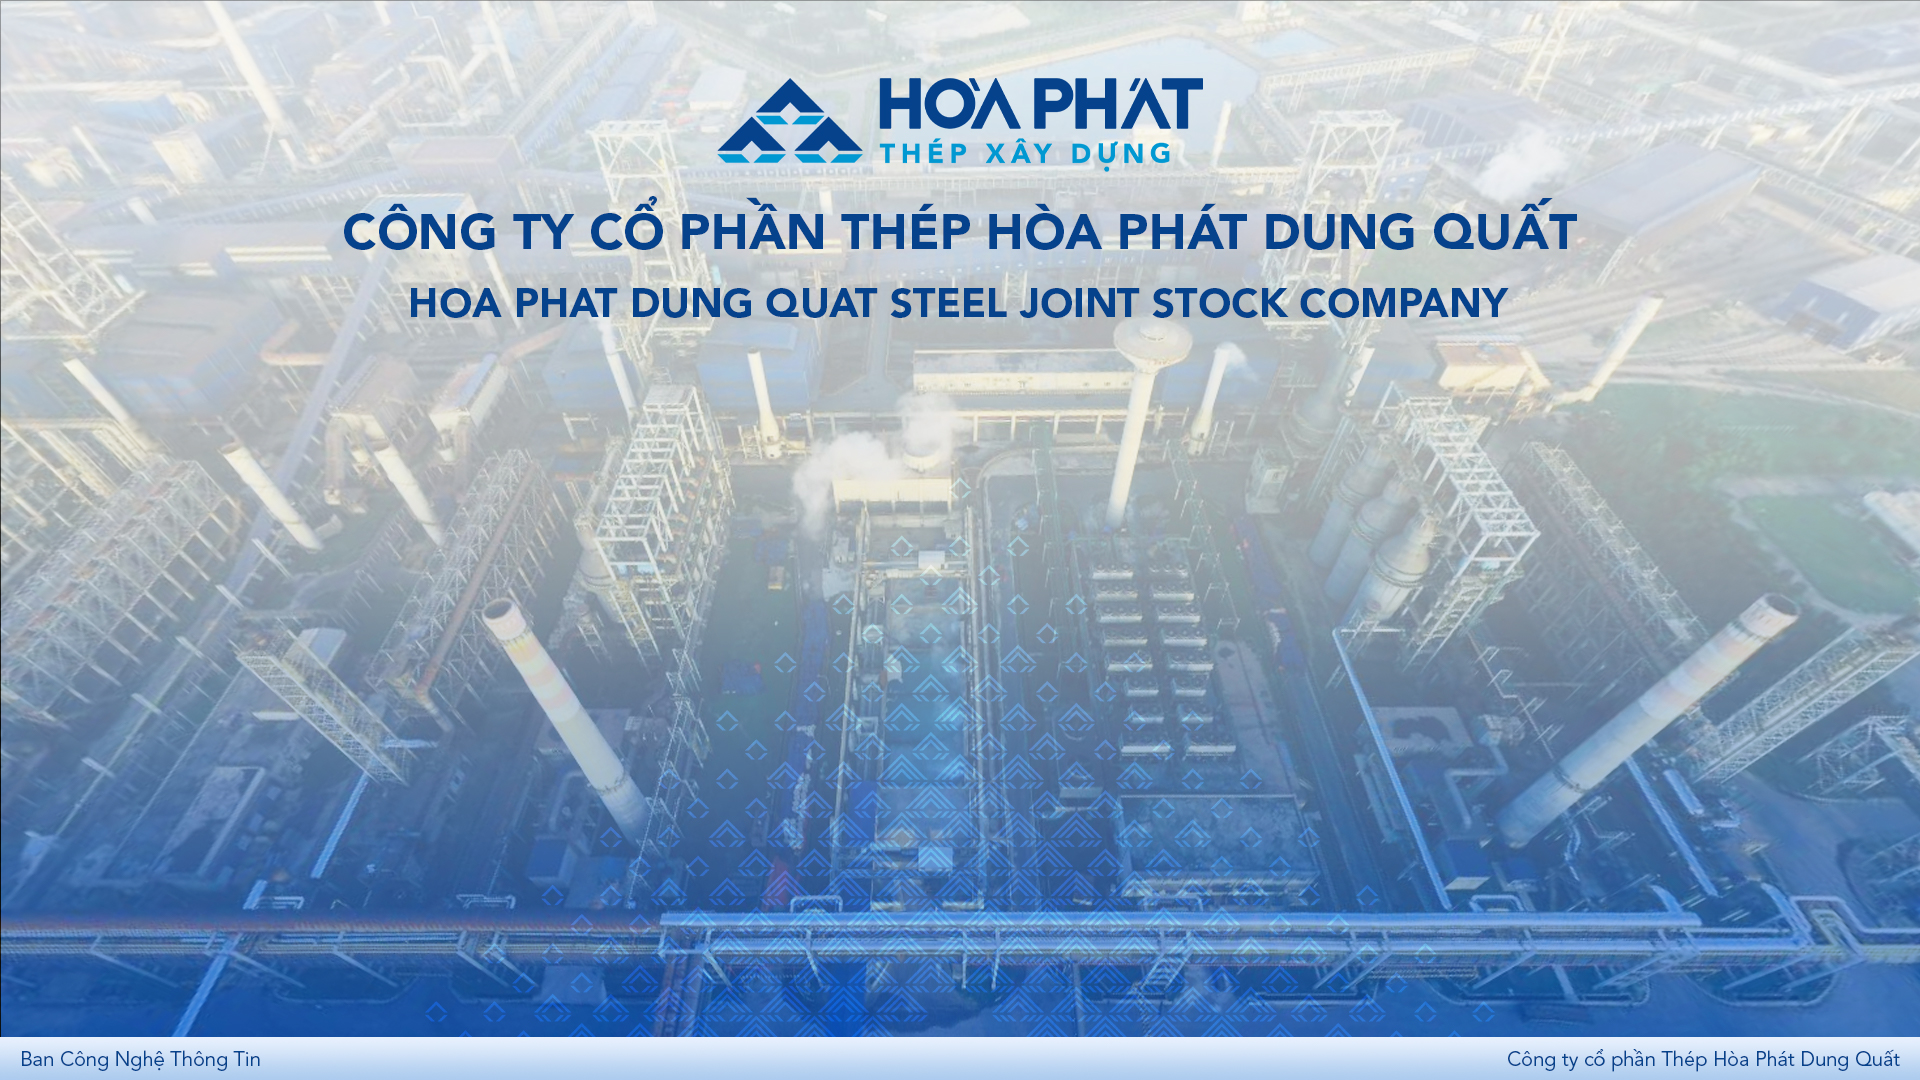 HÒA PHÁT
THÉP XÂY DỰNG
CÔNG TY CỔ PHẦN THÉP HÒA PHÁT DUNG QUẤT
HOA PHAT DUNG QUAT STEEL JOINT STOCK COMPANY
Ban Công Nghệ Thông Tin
Công ty cổ phần Thép Hòa Phát Dung Quất